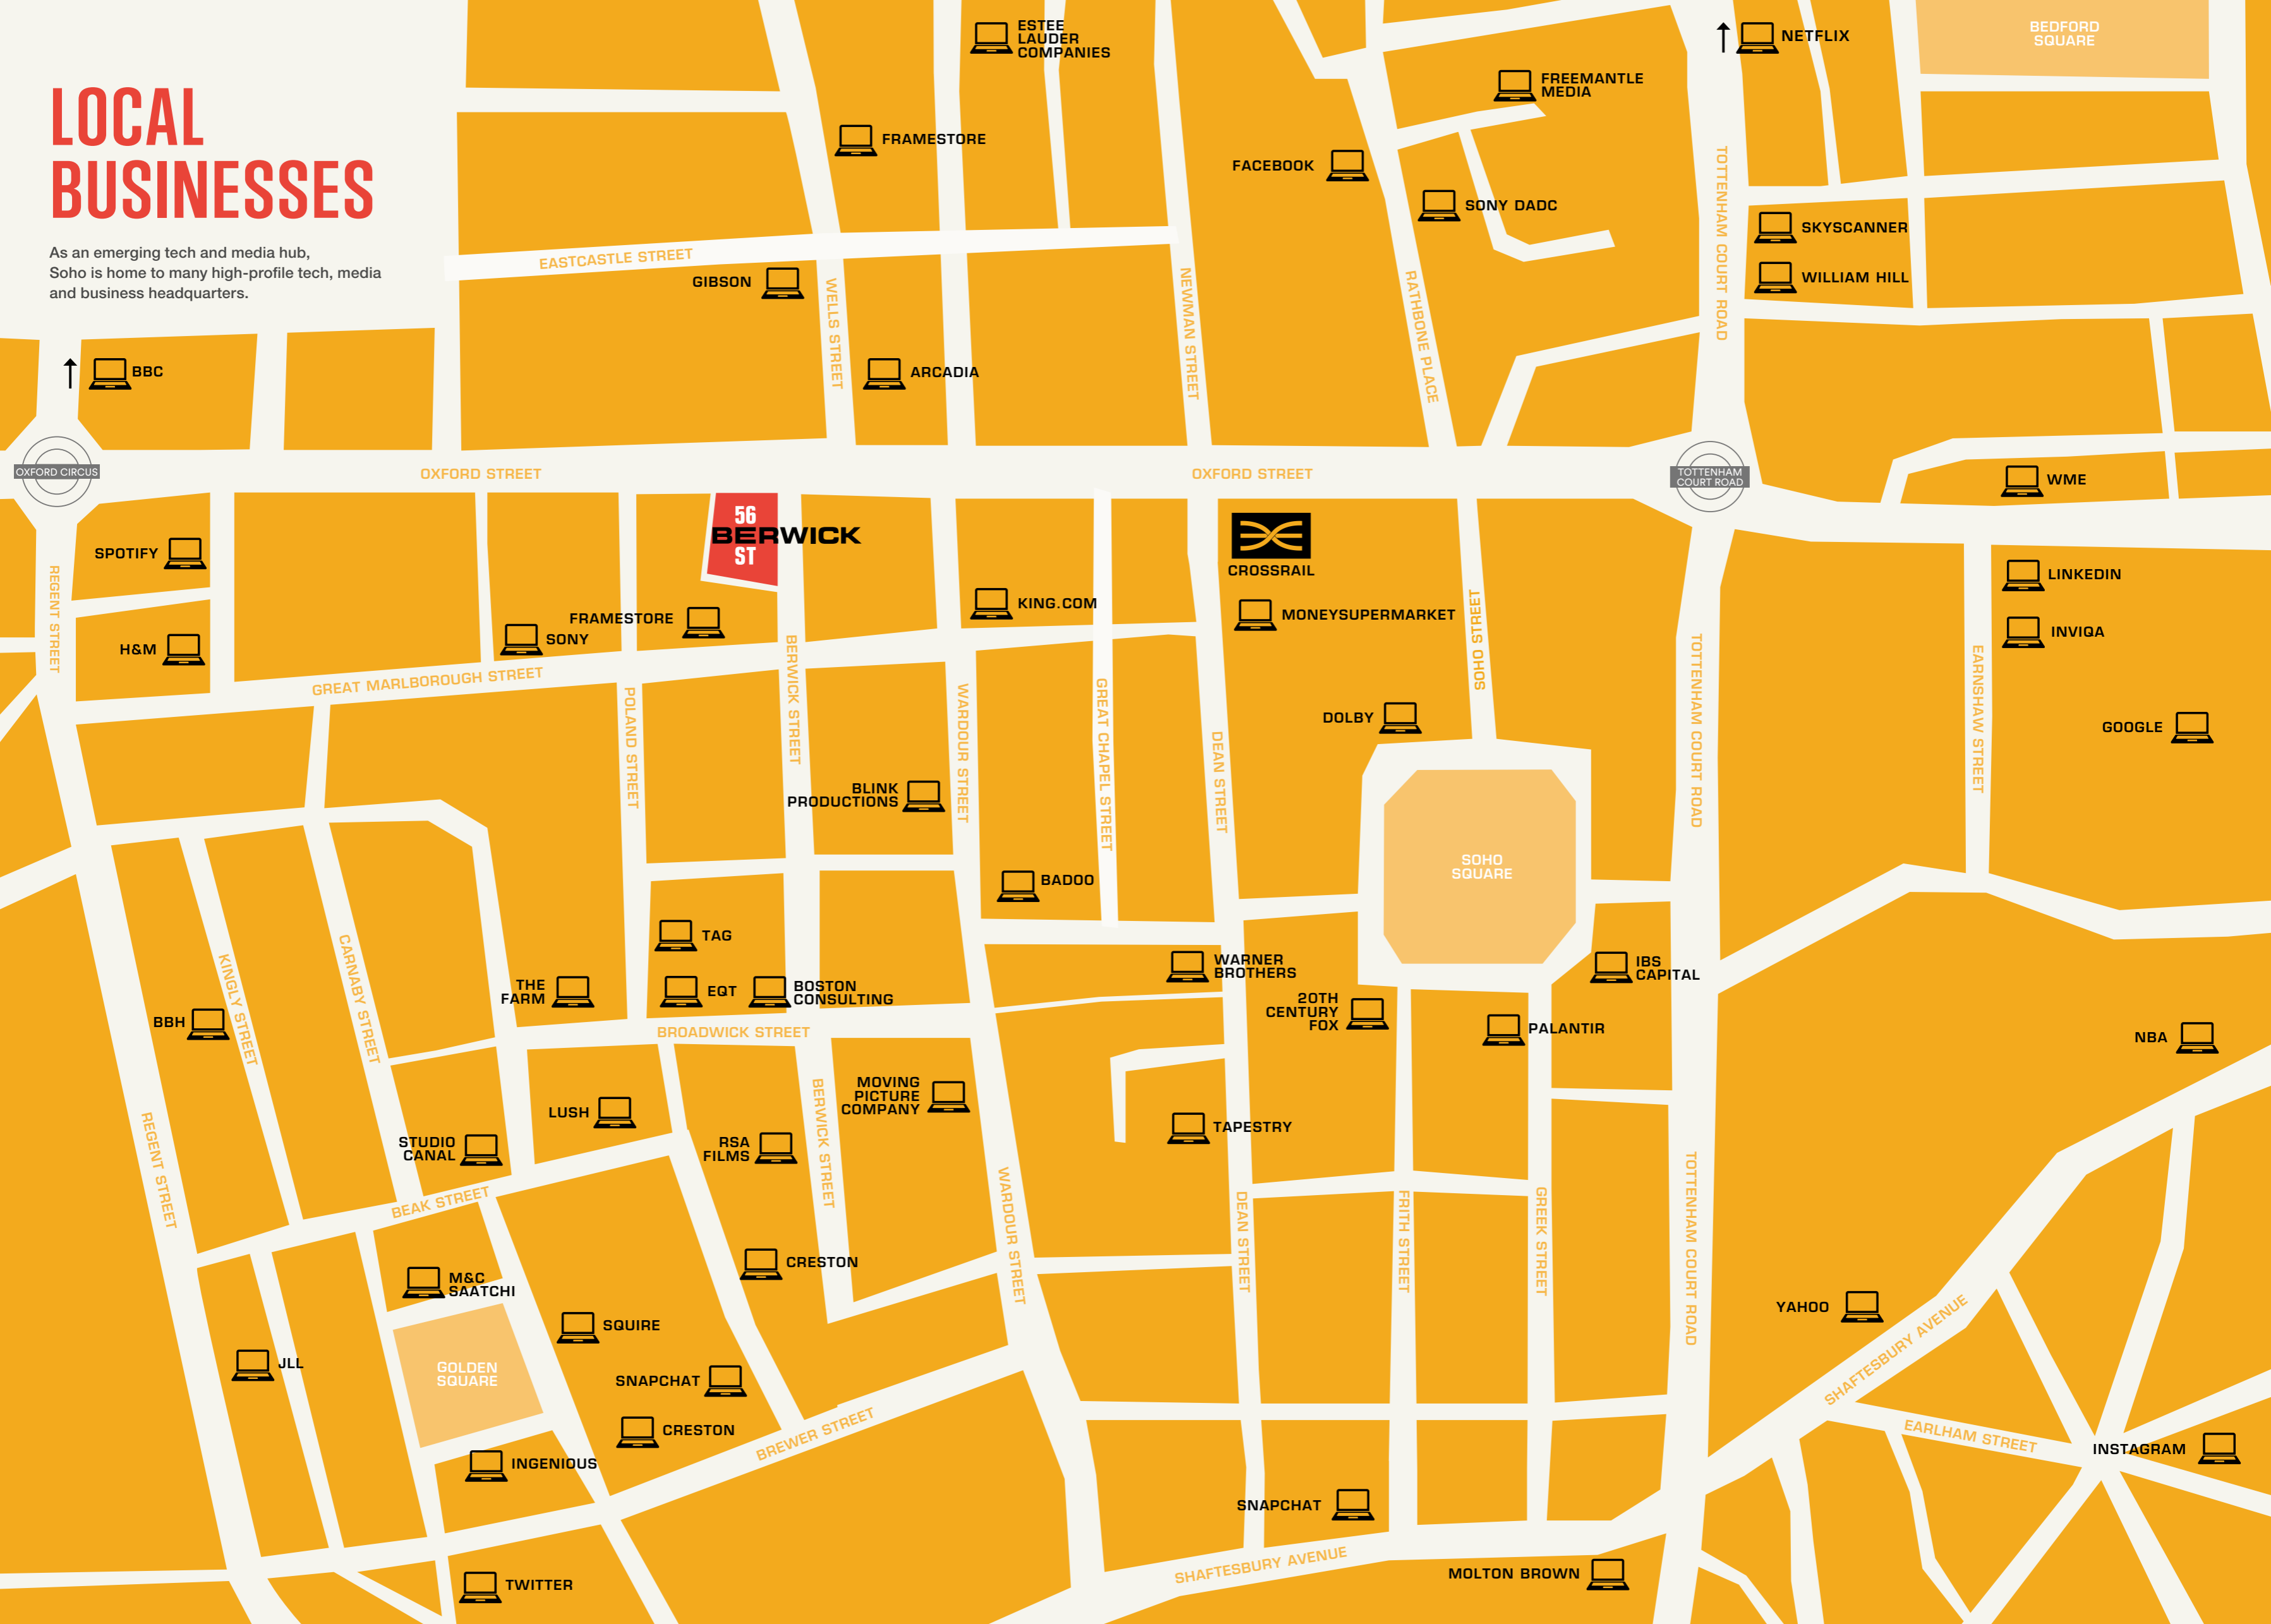 LOCAL
BUSINESSES
As an emerging tech and media hub,
Soho is home to many high-profile tech, media
and business headquarters.
ESTEE
LAUDER
COMPANIES
NETFLIX
BEDFORD
SQUARE
FREEMANTLE
MEDIA
FRAMESTORE
FACEBOOK
SONY DADC
TOTTENHAM COURT ROAD
SKYSCANNER
WILLIAM HILL
EASTCASTLE STREET
GIBSON
WELLS STREET
NEWMAN STREET
RATHBONE PLACE
BBC
ARCADIA
OXFORD CIRCUS
OXFORD STREET
OXFORD STREET
TOTTENHAM
COURT ROAD
WME
56
BERWICK
ST
CROSSRAIL
SPOTIFY
REGENT STREET
H&M
SONY
FRAMESTORE
KING.COM
MONEYSUPERMARKET
SOHO STREET
LINKEDIN
INVIQA
GREAT MARLBOROUGH STREET
POLAND STREET
BERWICK STREET
WARDOUR STREET
GREAT CHAPEL STREET
DEAN STREET
DOLBY
TOTTENHAM COURT ROAD
EARNSHAW STREET
GOOGLE
BLINK
PRODUCTIONS
BADOO
SOHO
SQUARE
TAG
KINGLY STREET
CARNABY STREET
THE
FARM
EQT
BOSTON
CONSULTING
WARNER
BROTHERS
IBS
CAPITAL
20TH
CENTURY
FOX
PALANTIR
BBH
BROADWICK STREET
NBA
LUSH
MOVING
PICTURE
COMPANY
TAPESTRY
REGENT STREET
STUDIO
CANAL
RSA
FILMS
BERWICK STREET
BEAK STREET
WARDOUR STREET
DEAN STREET
FRITH STREET
GREEK STREET
TOTTENHAM COURT ROAD
CRESTON
M&C
SAATCHI
SQUIRE
YAHOO
SHAFTESBURY AVENUE
JLL
GOLDEN
SQUARE
SNAPCHAT
CRESTON
BREWER STREET
EARLHAM STREET
INSTAGRAM
INGENIOUS
SNAPCHAT
SHAFTESBURY AVENUE
MOLTON BROWN
TWITTER